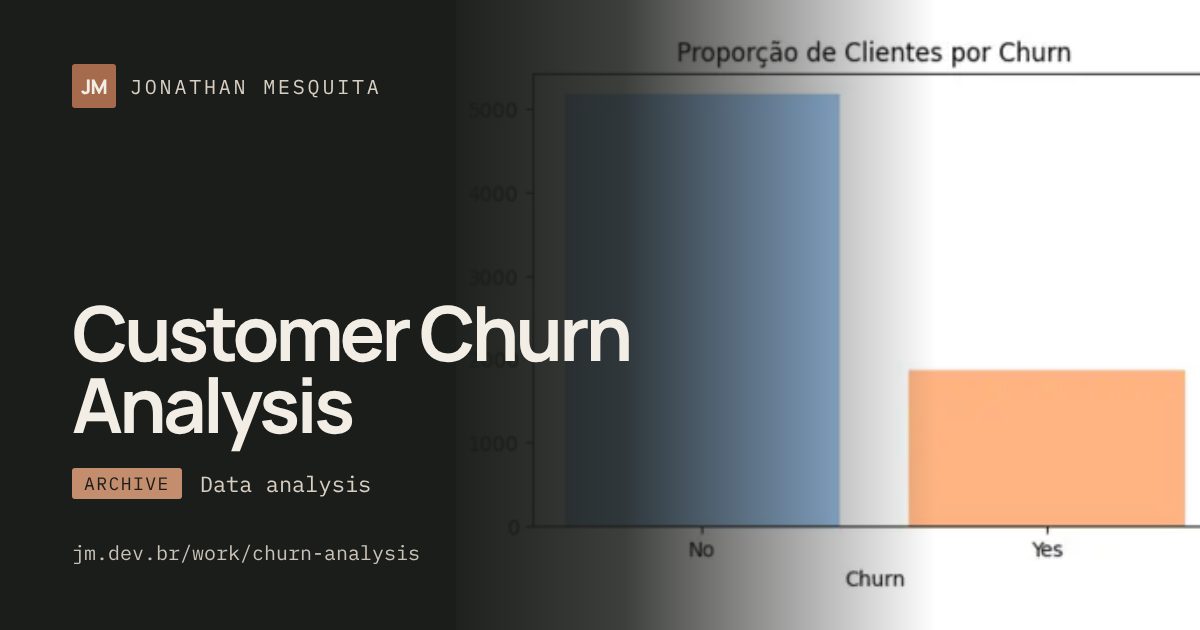 JM JONATHAN MESQUITA
Customer Churn
Analysis
ARCHIVE Data analysis
jm.dev.br/work/churn-analysis
Proporção de Clientes por Churn
5000
4000
3000
2000
1000
0
No Yes
Churn